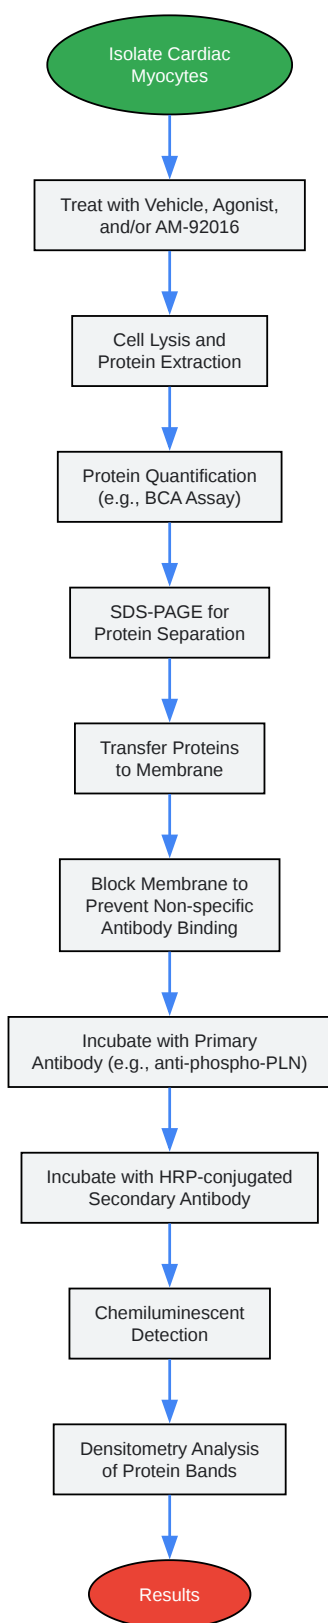 Isolate Cardiac
Myocytes
Treat with Vehicle, Agonist,
and/or AM-92016
Cell Lysis and
Protein Extraction
Protein Quantification
(e.g., BCA Assay)
SDS-PAGE for
Protein Separation
Transfer Proteins
to Membrane
Block Membrane to
Prevent Non-specific
Antibody Binding
Incubate with Primary
Antibody (e.g., anti-phospho-PLN)
Incubate with HRP-conjugated
Secondary Antibody
Chemiluminescent
Detection
Densitometry Analysis
of Protein Bands
Results